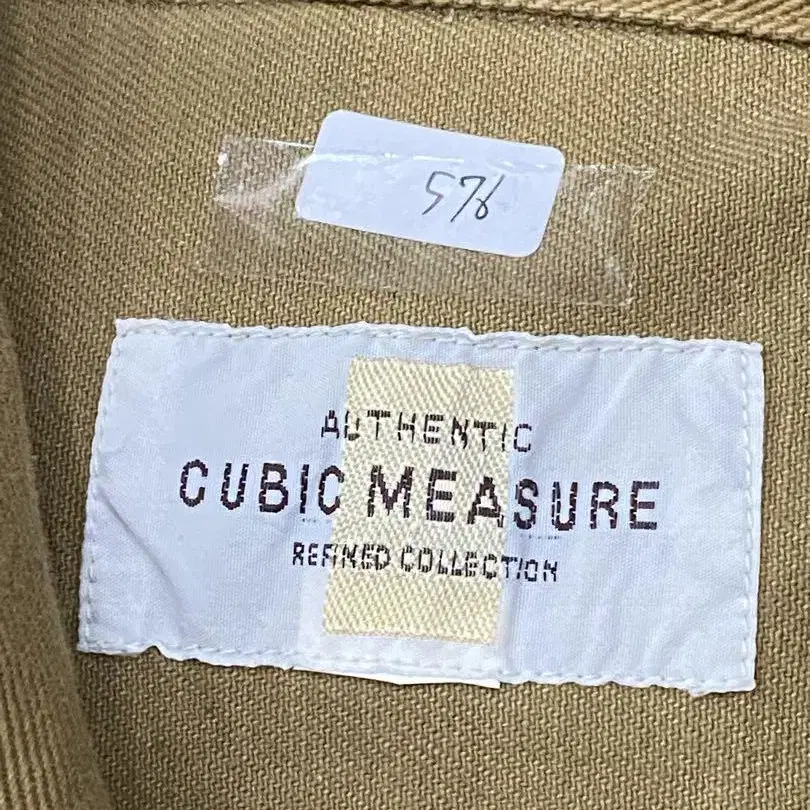 576
AUTHENTIC
CUBIC MEASURE
REFINED COLLECTION